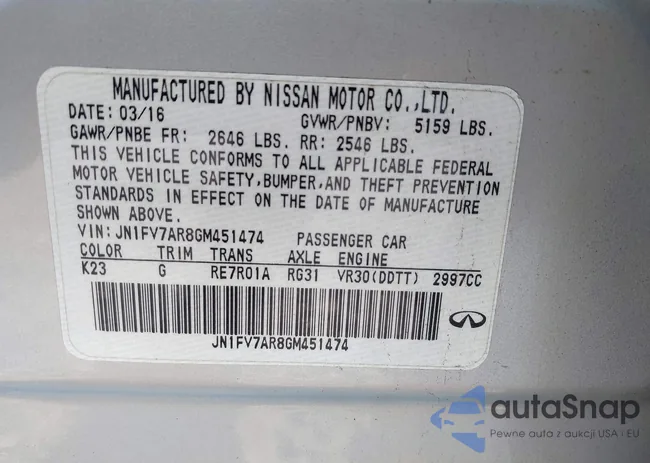 MANUFACTURED BY NISSAN MOTOR CO.,LTD.
DATE: 03/16 GVWR/PNBV: 5159 LBS.
GAWR/PNBE FR: 2646 LBS. RR: 2546 LBS.
THIS VEHICLE CONFORMS TO ALL APPLICABLE FEDERAL
MOTOR VEHICLE SAFETY,BUMPER,AND THEFT PREVENTION
STANDARDS IN EFFECT ON THE DATE OF MANUFACTURE
SHOWN ABOVE.
VIN: JN1FV7AR8GM451474 PASSENGER CAR
COLOR TRIM TRANS AXLE ENGINE
K23 G RE7R01A RG31 VR30(DDTT) 2997CC
JN1FV7AR8GM451474
autoSnap
Pewne auta z aukcji USA i EU